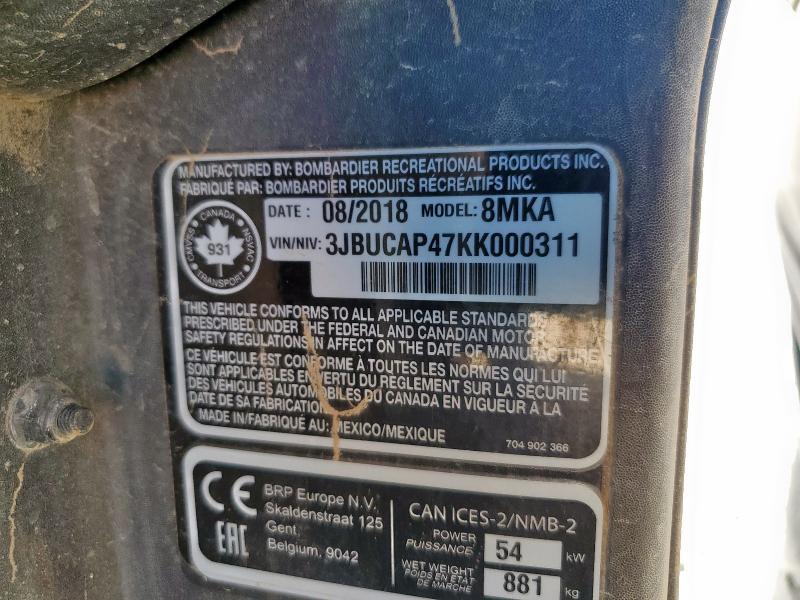 MANUFACTURED BY: BOMBARDIER RECREATIONAL PRODUCTS INC.
FABRIQUÉ PAR: BOMBARDIER PRODUITS RÉCRÉATIFS INC.
CANADA
CMVSS
NSVAC
931
TRANSPORT
DATE : 08/2018 MODEL: 8MKA
VIN/NIV: 3JBUCAP47KK000311
THIS VEHICLE CONFORMS TO ALL APPLICABLE STANDARDS
PRESCRIBED UNDER THE FEDERAL AND CANADIAN MOTOR
SAFETY REGULATIONS IN AFFECT ON THE DATE OF MANUFACTURE
CE VÉHICULE EST CONFORME À TOUTES LES NORMES QUI LUI
SONT APPLICABLES EN VERTU DU REGLEMENT SUR LA SÉCURITÉ
DES VÉHICULES AUTOMOBILES DU CANADA EN VIGUEUR À LA
DATE DE SA FABRICATION
MADE IN/FABRIQUÉ AU: MEXICO/MEXIQUE
704 902 366
CE
EAC
BRP Europe N.V.
Skaldenstraat 125
Gent
Belgium, 9042
CAN ICES-2/NMB-2
POWER
PUISSANCE
54 kW
WET WEIGHT
POIDS EN ÉTAT
DE MARCHE
881 kg